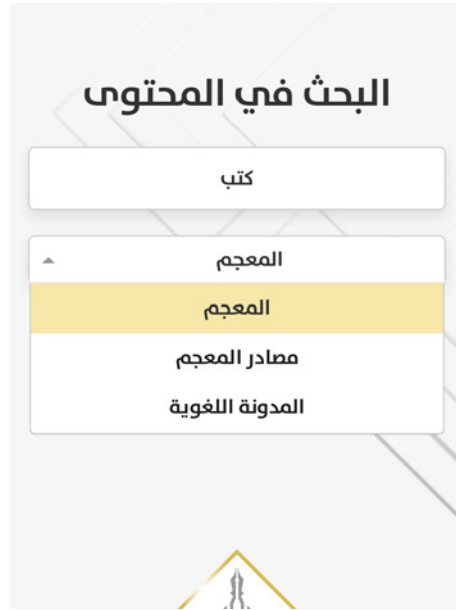 البحث في المحتوى
كتب
المعجم
المعجم
مصادر المعجم
المدونة اللغوية